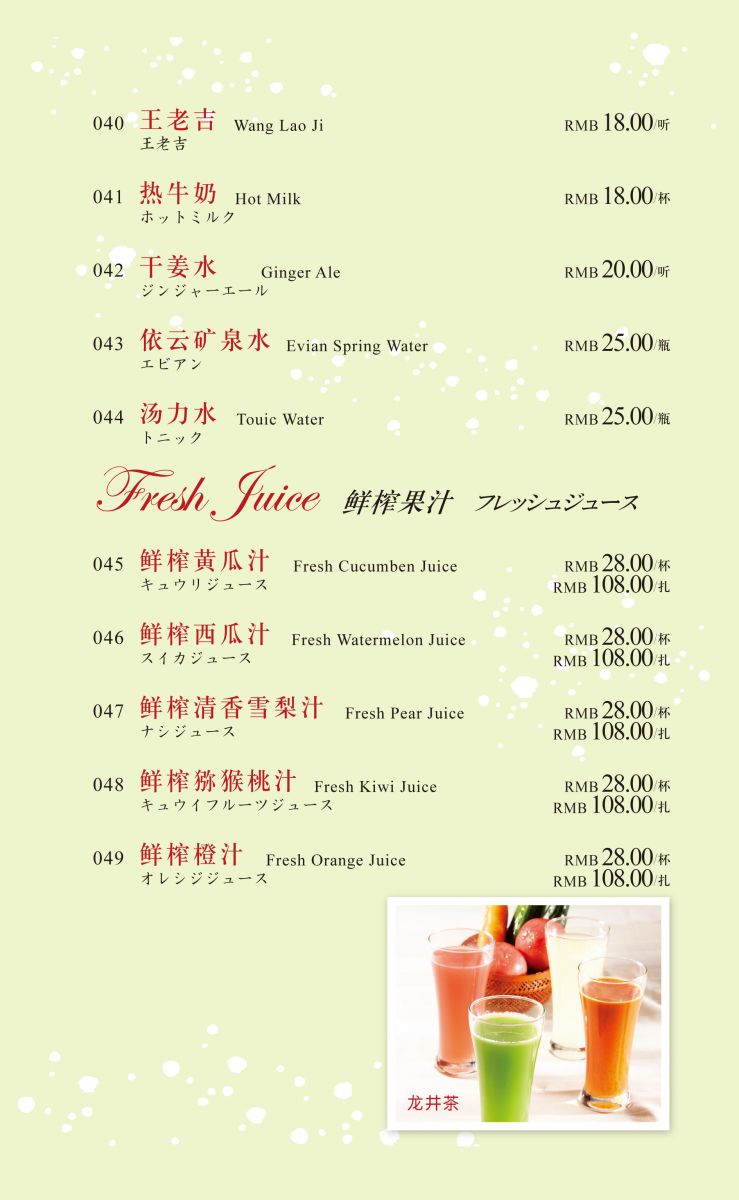 040 王老吉 Wang Lao Ji RMB 18.00/听
王老吉
041 热牛奶 Hot Milk RMB 18.00/杯
ホットミルク
042 干姜水 Ginger Ale RMB 20.00/听
ジンジャーエール
043 依云矿泉水 Evian Spring Water RMB 25.00/瓶
エビアン
044 汤力水 Touic Water RMB 25.00/瓶
トニック
Fresh Juice 鲜榨果汁 フレッシュジュース
045 鲜榨黄瓜汁 Fresh Cucumben Juice RMB 28.00/杯
キュウリジュース RMB 108.00/扎
046 鲜榨西瓜汁 Fresh Watermelon Juice RMB 28.00/杯
スイカジュース RMB 108.00/扎
047 鲜榨清香雪梨汁 Fresh Pear Juice RMB 28.00/杯
ナシジュース RMB 108.00/扎
048 鲜榨猕猴桃汁 Fresh Kiwi Juice RMB 28.00/杯
キュウイフルーツジュース RMB 108.00/扎
049 鲜榨橙汁 Fresh Orange Juice RMB 28.00/杯
オレシジジュース RMB 108.00/扎
龙井茶